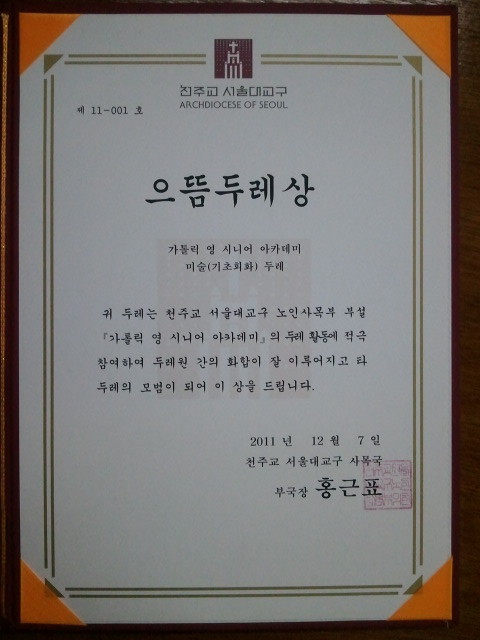 천주교 서울대교구
ARCHDIOCESE OF SEOUL
제 11-001 호
으뜸두레상
가톨릭 영 시니어 아카데미
미술(기초회화) 두레
위 두레는 천주교 서울대교구 노인사목부 부설
『가톨릭 영 시니어 아카데미』의 두레 활동에 적극
참여하여 두레원 간의 화합이 잘 이루어지고 타
두레의 모범이 되어 이 상을 드립니다.
2011 년 12 월 7 일
천주교 서울대교구 사목국
부국장 홍근표